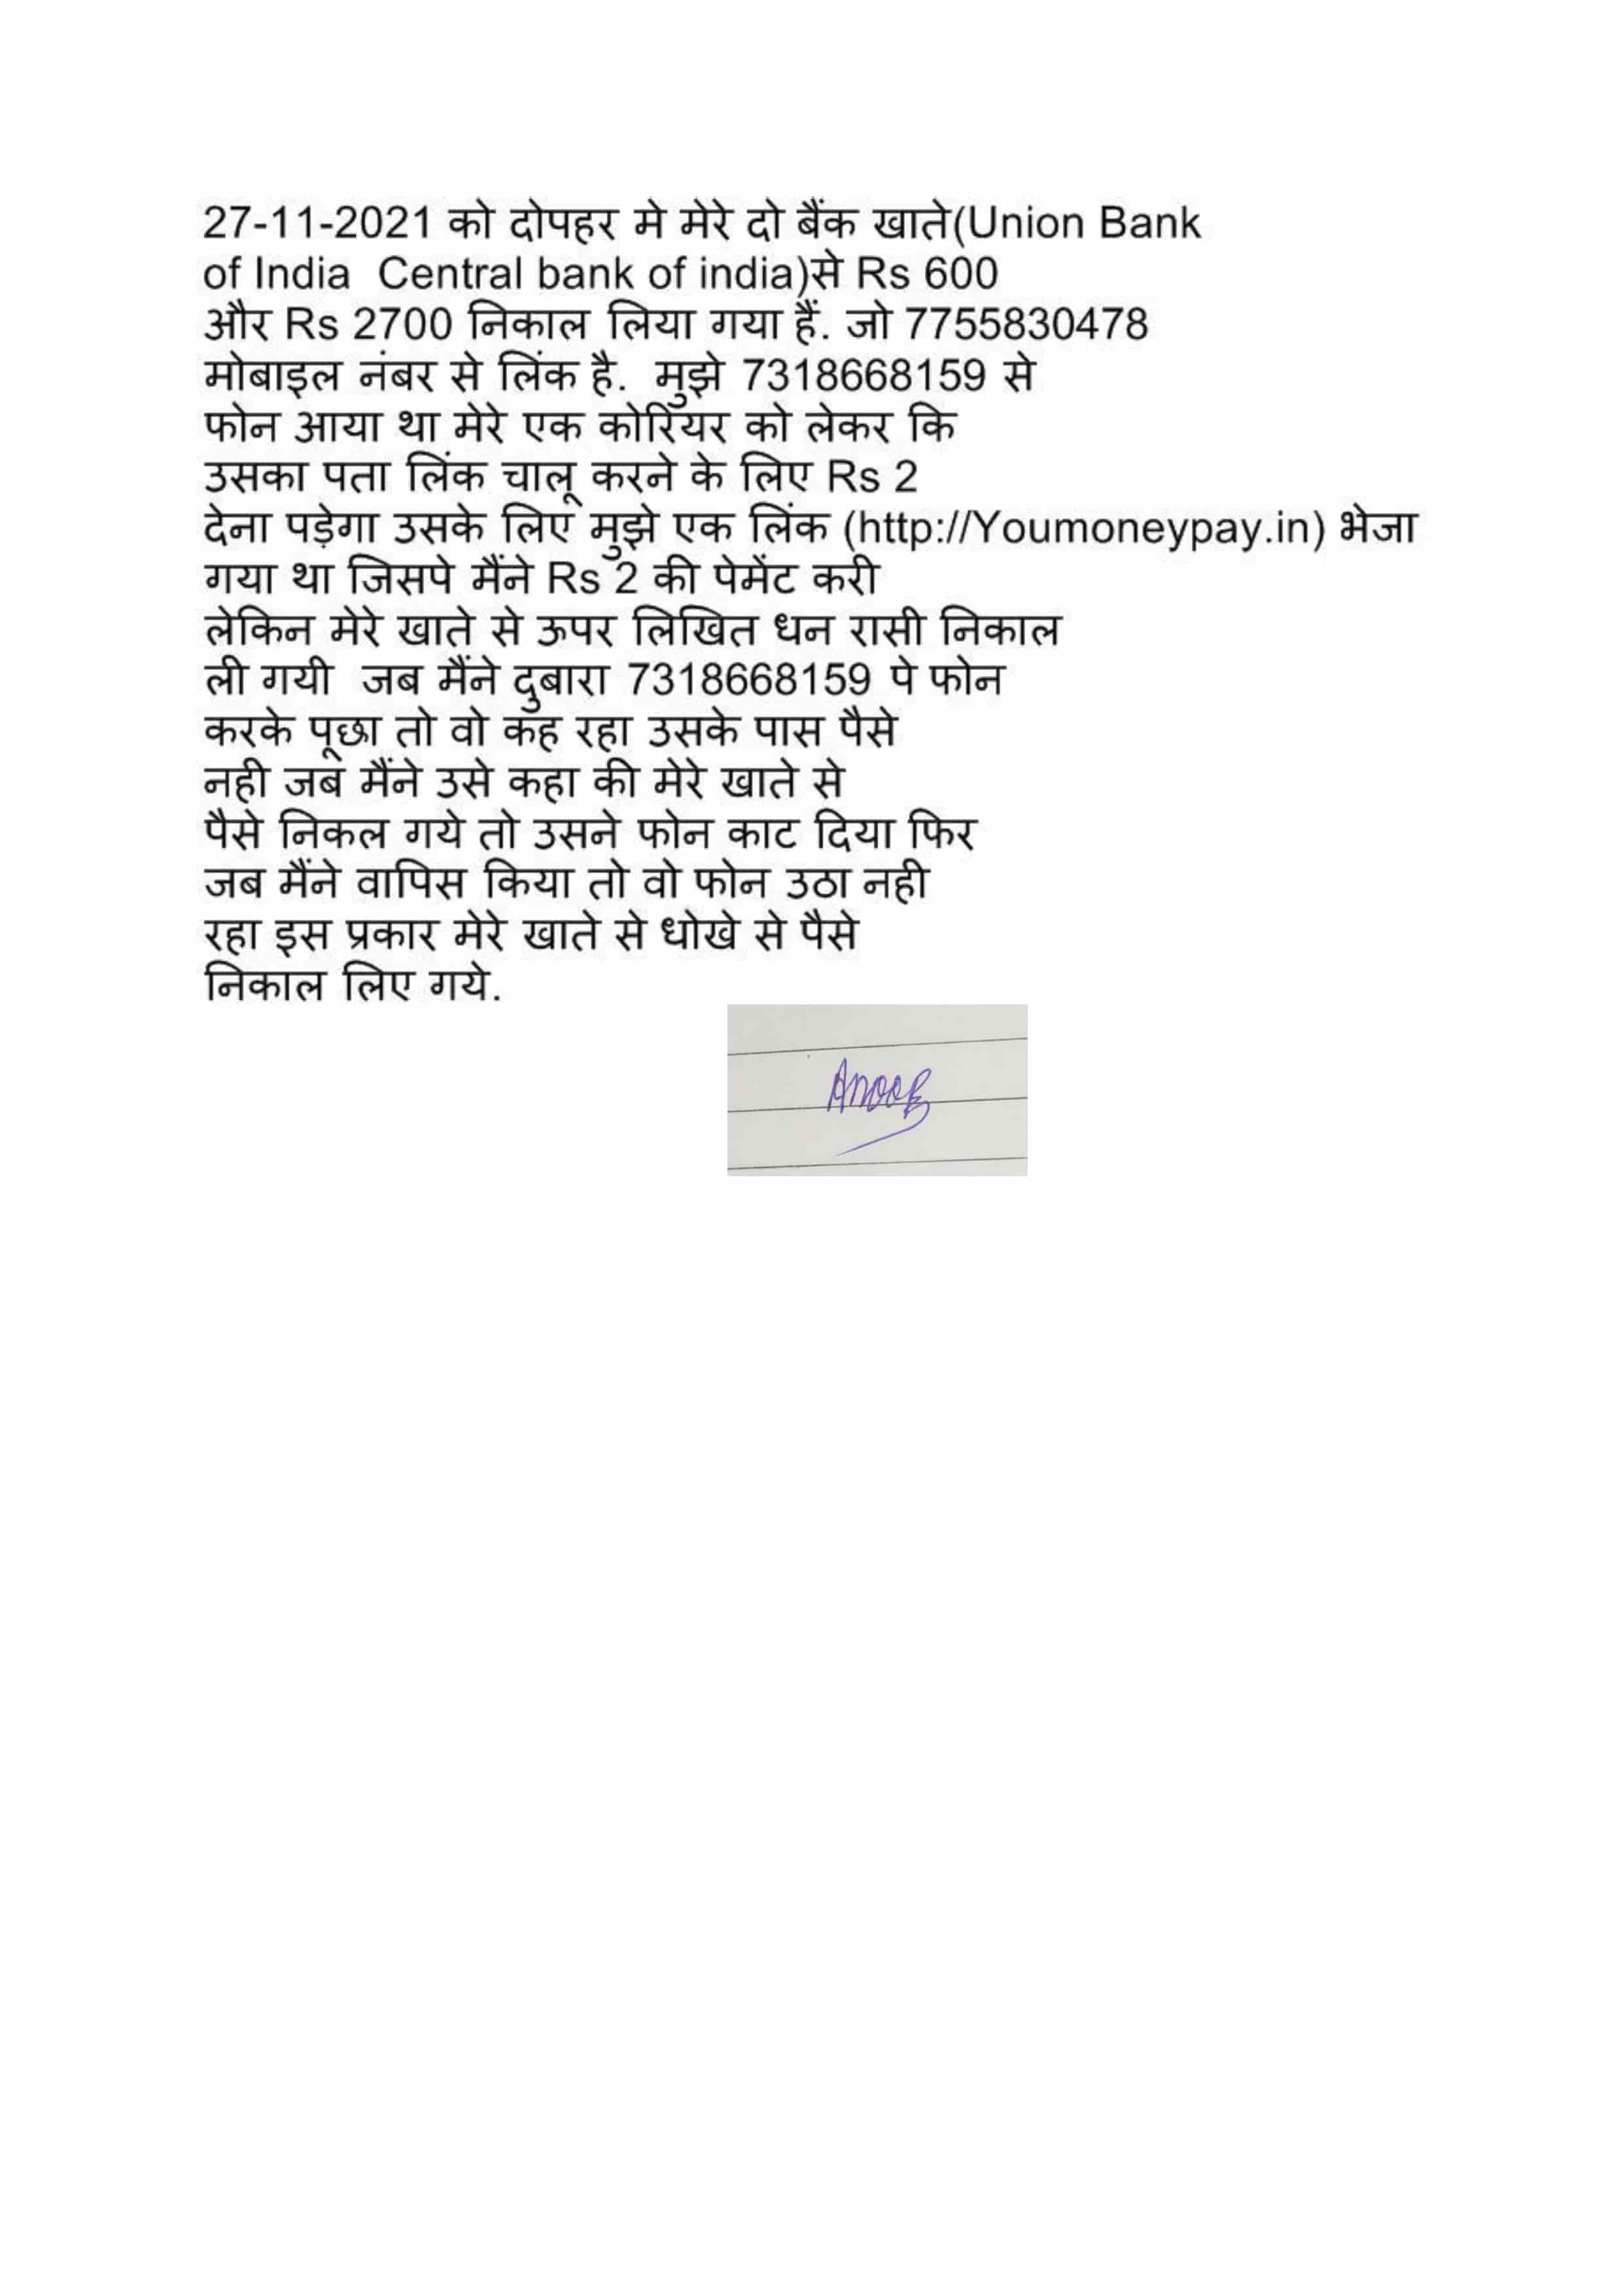 27-11-2021 को दोपहर मे मेरे दो बैंक खाते(Union Bank
of India  Central bank of india)से Rs 600
और Rs 2700 निकाल लिया गया हैं. जो 7755830478
मोबाइल नंबर से लिंक है.  मुझे 7318668159 से
फोन आया था मेरे एक कोरियर को लेकर कि
उसका पता लिंक चालू करने के लिए Rs 2
देना पड़ेगा उसके लिए मुझे एक लिंक (http://Youmoneypay.in) भेजा
गया था जिसपे मैंने Rs 2 की पेमेंट करी
लेकिन मेरे खाते से ऊपर लिखित धन रासी निकाल
ली गयी  जब मैंने दुबारा 7318668159 पे फोन
करके पूछा तो वो कह रहा उसके पास पैसे
नही जब मैंने उसे कहा की मेरे खाते से
पैसे निकल गये तो उसने फोन काट दिया फिर
जब मैंने वापिस किया तो वो फोन उठा नही
रहा इस प्रकार मेरे खाते से धोखे से पैसे
निकाल लिए गये.
Anoop